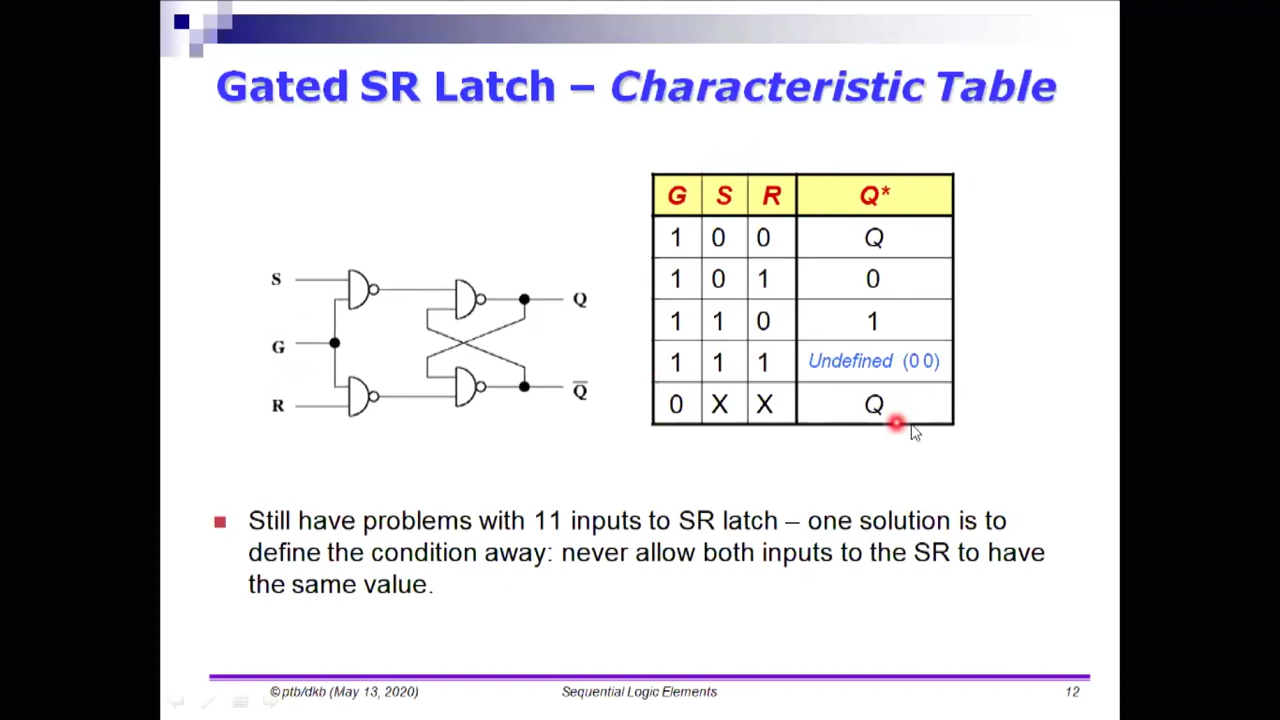 Gated SR Latch – Characteristic Table
G S R Q*
1 0 0 Q
1 0 1 0
1 1 0 1
1 1 1 Undefined (0 0)
0 X X Q
S
G
R
Q
Q̅
Still have problems with 11 inputs to SR latch – one solution is to
define the condition away: never allow both inputs to the SR to have
the same value.
©ptb/dkb (May 13, 2020) Sequential Logic Elements 12